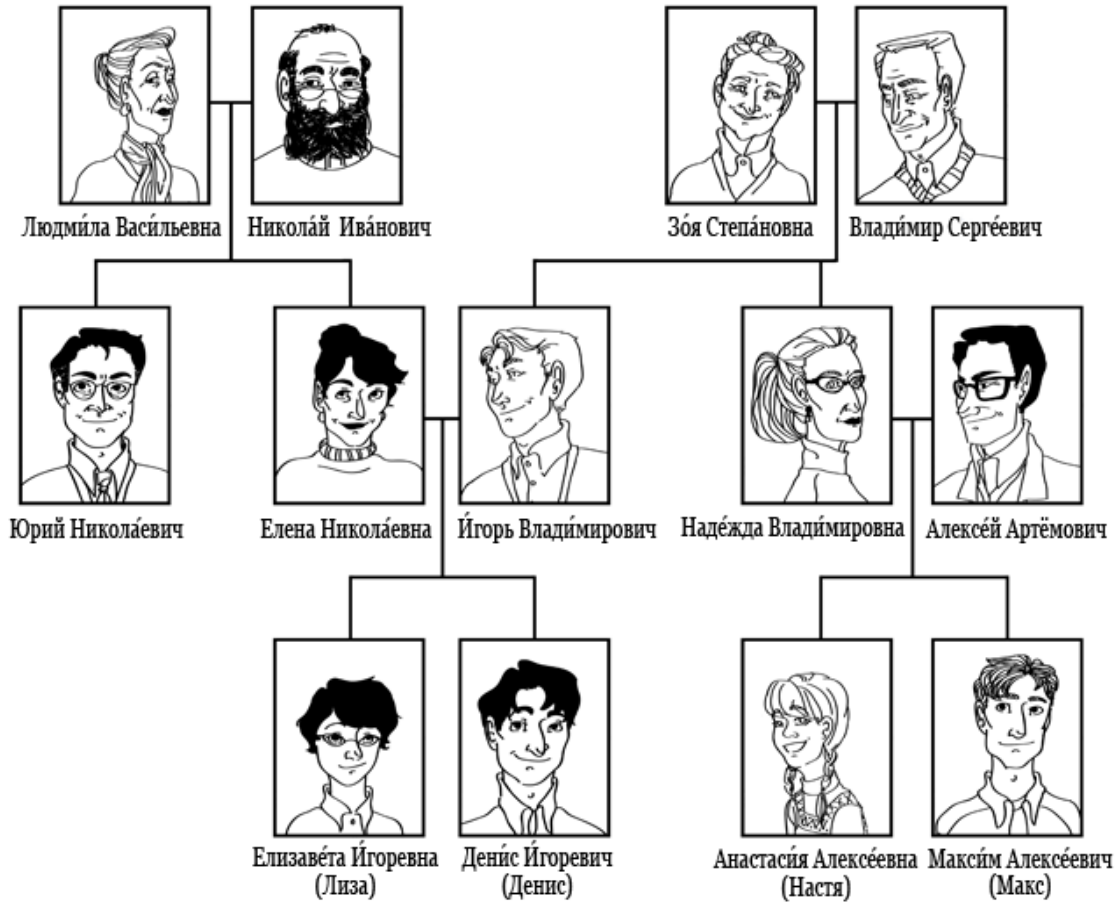 Людми́ла Васи́льевна
Никола́й Ива́нович
Зо́я Степа́новна
Влади́мир Серге́евич
Юрий Никола́евич
Елена Никола́евна
И́горь Влади́мирович
Наде́жда Влади́мировна
Алексе́й Артёмович
Елизаве́та И́горевна
(Лиза)
Дени́с И́горевич
(Денис)
Анастаси́я Алексе́евна
(Настя)
Макси́м Алексе́евич
(Макс)